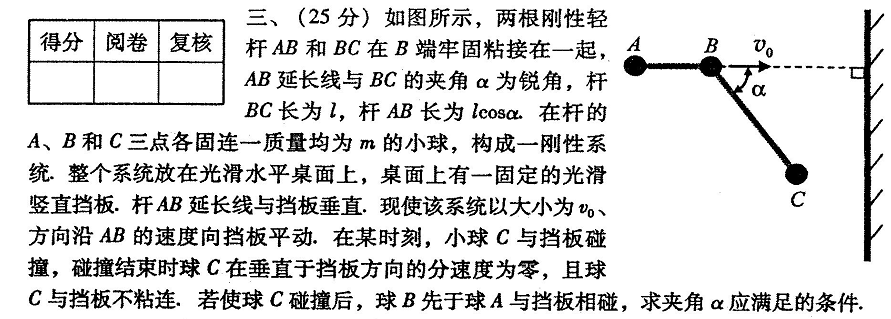 得分 阅卷 复核
三、（25 分）如图所示，两根刚性轻
杆 AB 和 BC 在 B 端牢固粘接在一起，
AB 延长线与 BC 的夹角 α 为锐角，杆
BC 长为 l，杆 AB 长为 lcosα. 在杆的
A、B 和 C 三点各固连一质量均为 m 的小球，构成一刚性系
统. 整个系统放在光滑水平桌面上，桌面上有一固定的光滑
竖直挡板. 杆 AB 延长线与挡板垂直. 现使该系统以大小为 v₀、
方向沿 AB 的速度向挡板平动. 在某时刻，小球 C 与挡板碰
撞，碰撞结束时球 C 在垂直于挡板方向的分速度为零，且球
C 与挡板不粘连. 若使球 C 碰撞后，球 B 先于球 A 与挡板相碰，求夹角 α 应满足的条件.
A B v₀
α
C